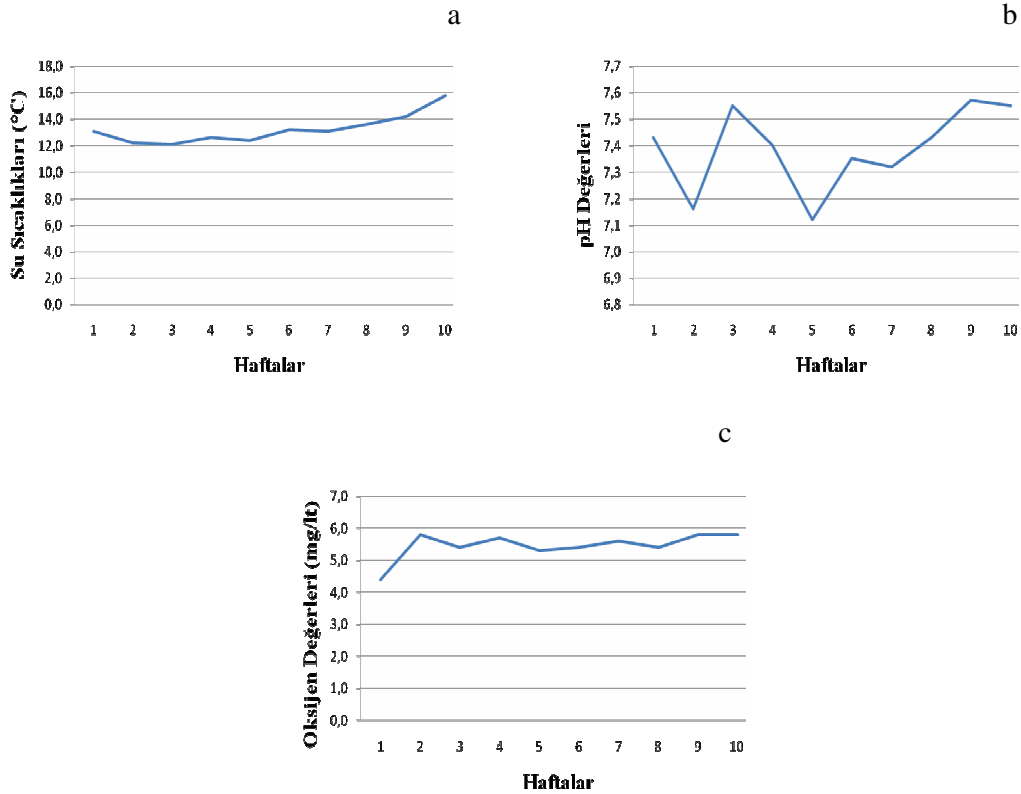 a
18,0
16,0
14,0
12,0
10,0
8,0
6,0
4,0
2,0
0,0
Su Sıcaklıkları (°C)
1 2 3 4 5 6 7 8 9 10
Haftalar
b
7,7
7,6
7,5
7,4
7,3
7,2
7,1
7,0
6,9
6,8
pH Değerleri
1 2 3 4 5 6 7 8 9 10
Haftalar
c
7,0
6,0
5,0
4,0
3,0
2,0
1,0
0,0
Oksijen Değerleri (mg/lt)
1 2 3 4 5 6 7 8 9 10
Haftalar